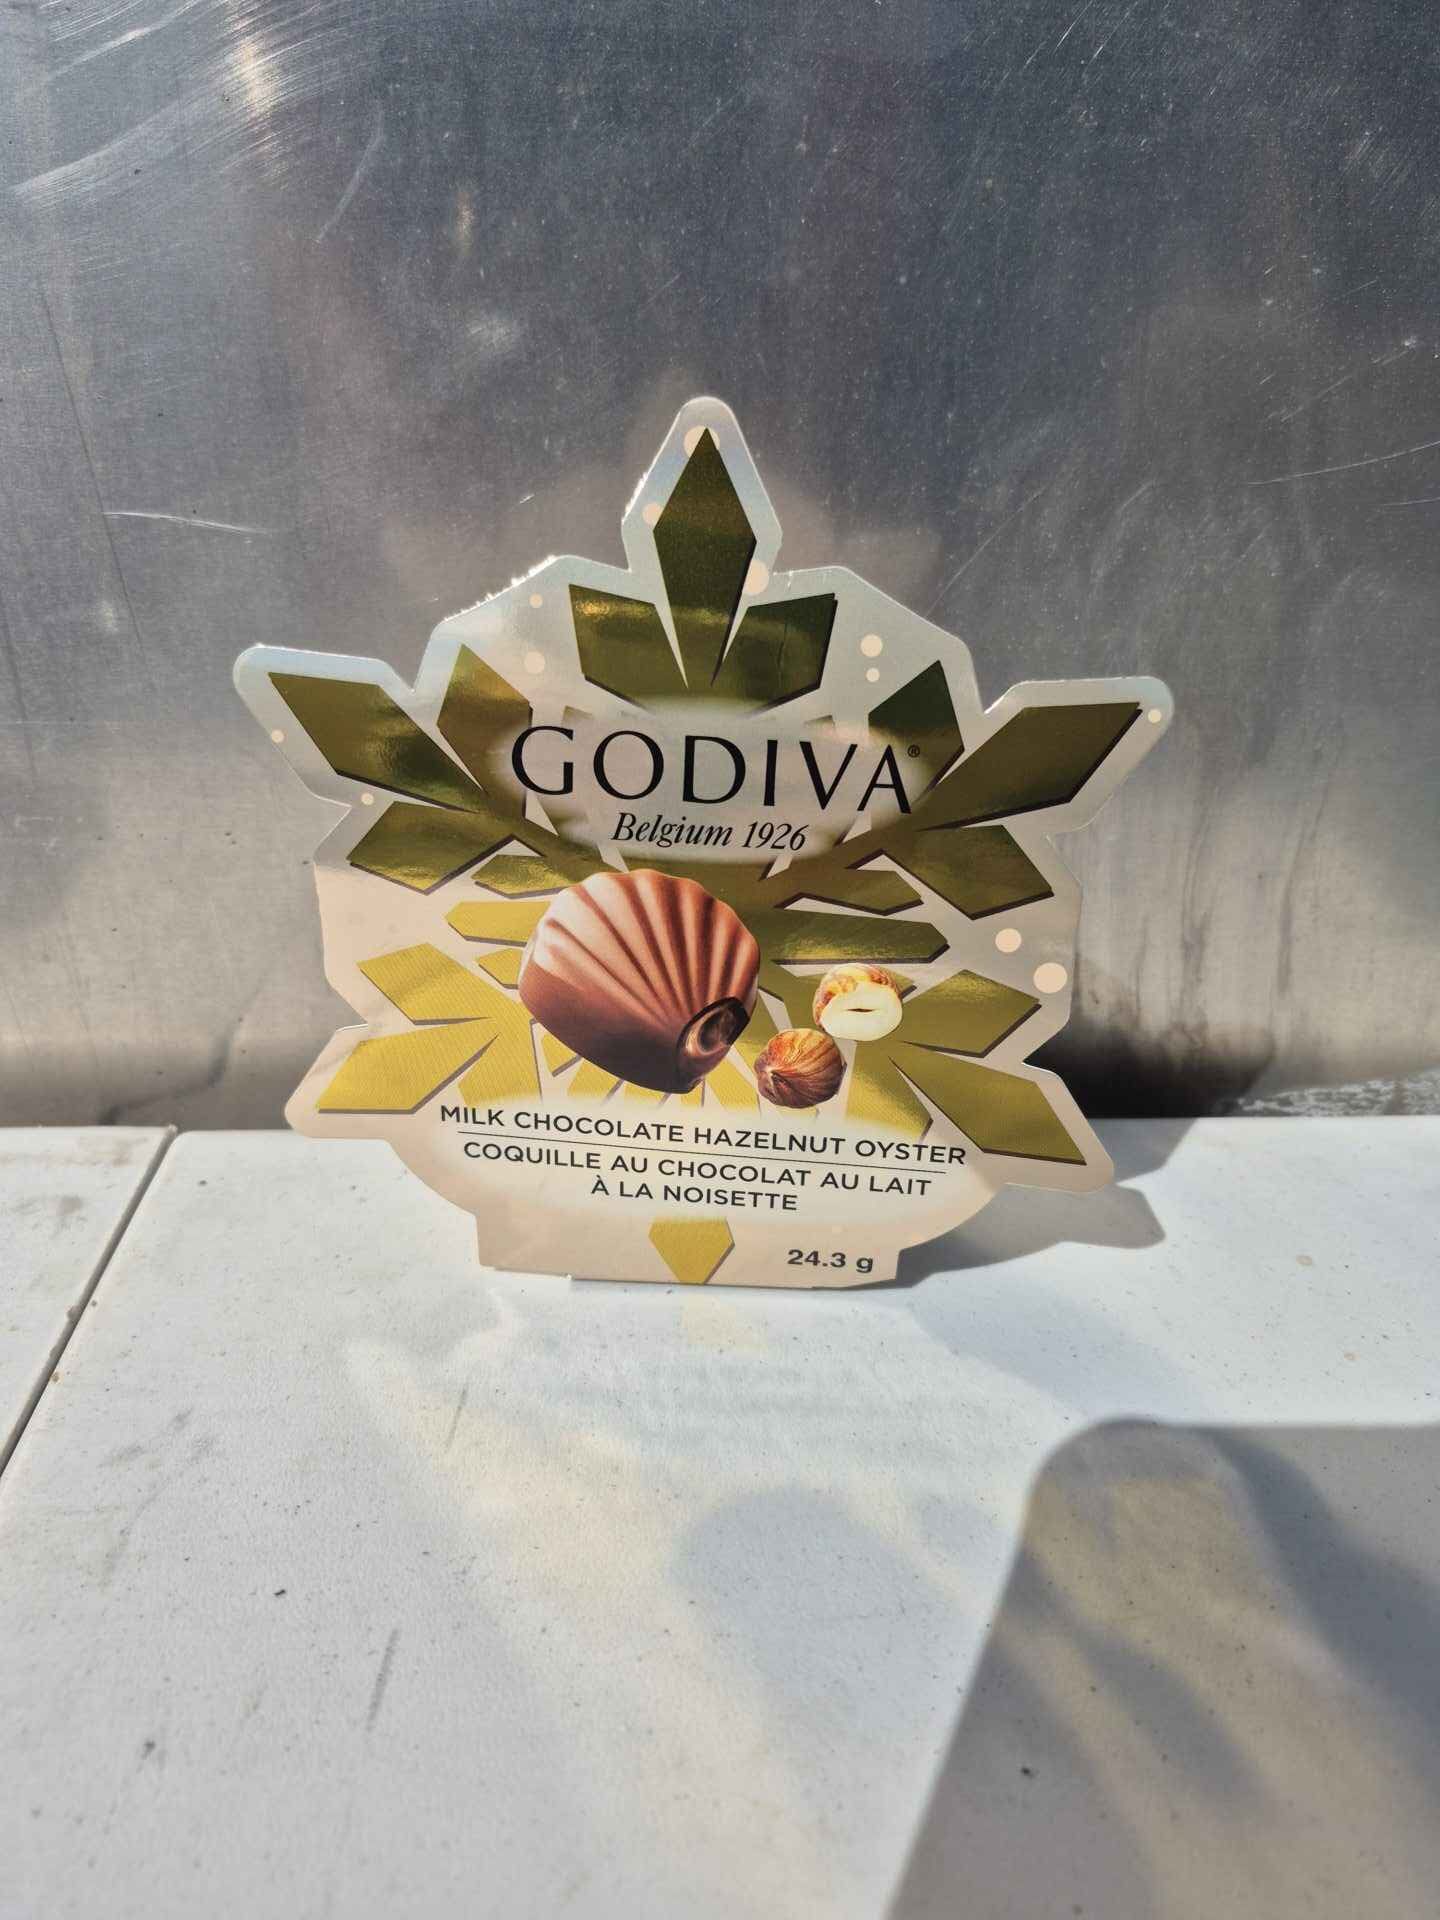 GODIVA®
Belgium 1926
MILK CHOCOLATE HAZELNUT OYSTER
COQUILLE AU CHOCOLAT AU LAIT
À LA NOISETTE
24.3 g